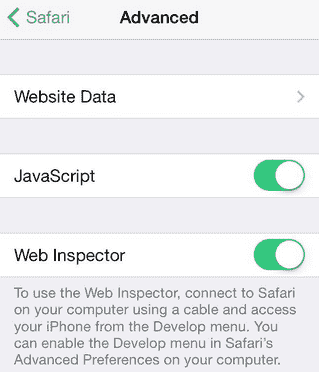 Safari Advanced
Website Data
JavaScript
Web Inspector
To use the Web Inspector, connect to Safari
on your computer using a cable and access
your iPhone from the Develop menu. You
can enable the Develop menu in Safari's
Advanced Preferences on your computer.